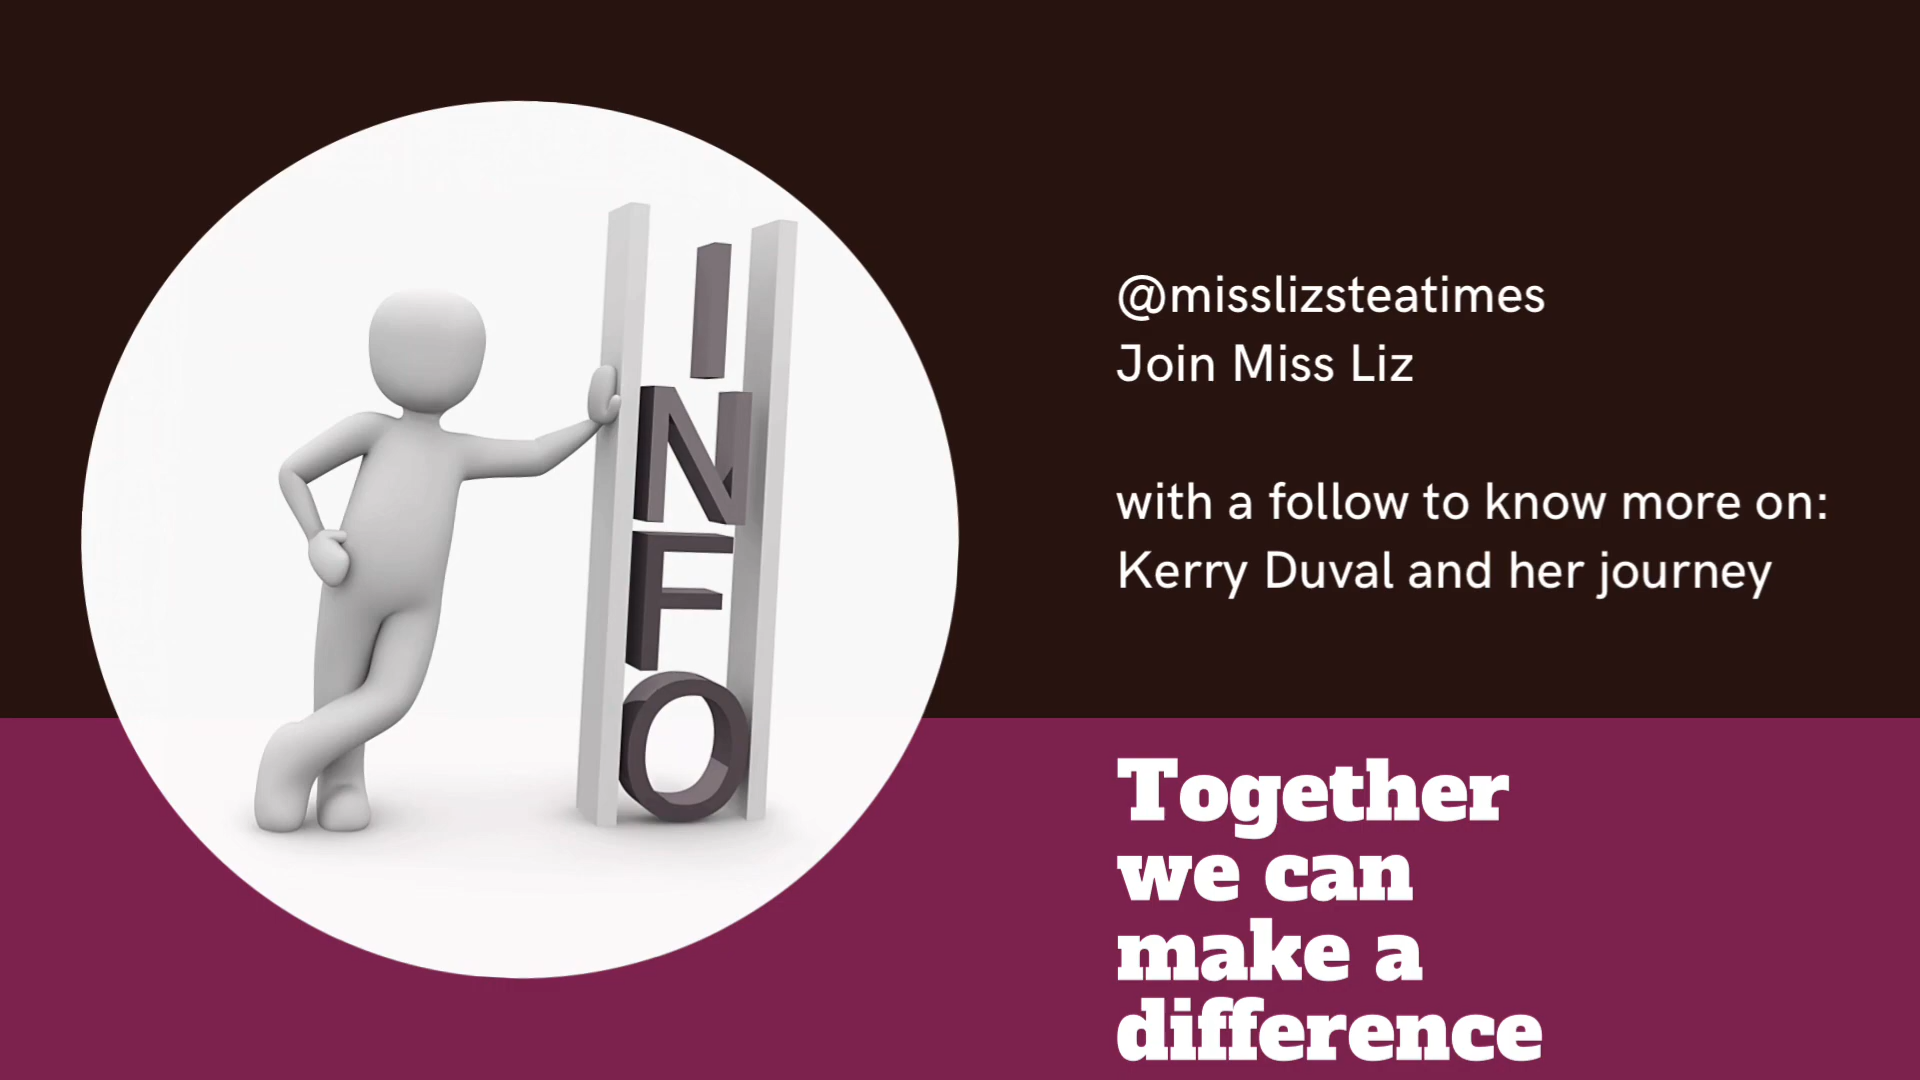 INFO
@misslizsteatimes
Join Miss Liz
with a follow to know more on:
Kerry Duval and her journey
Together
we can
make a
difference